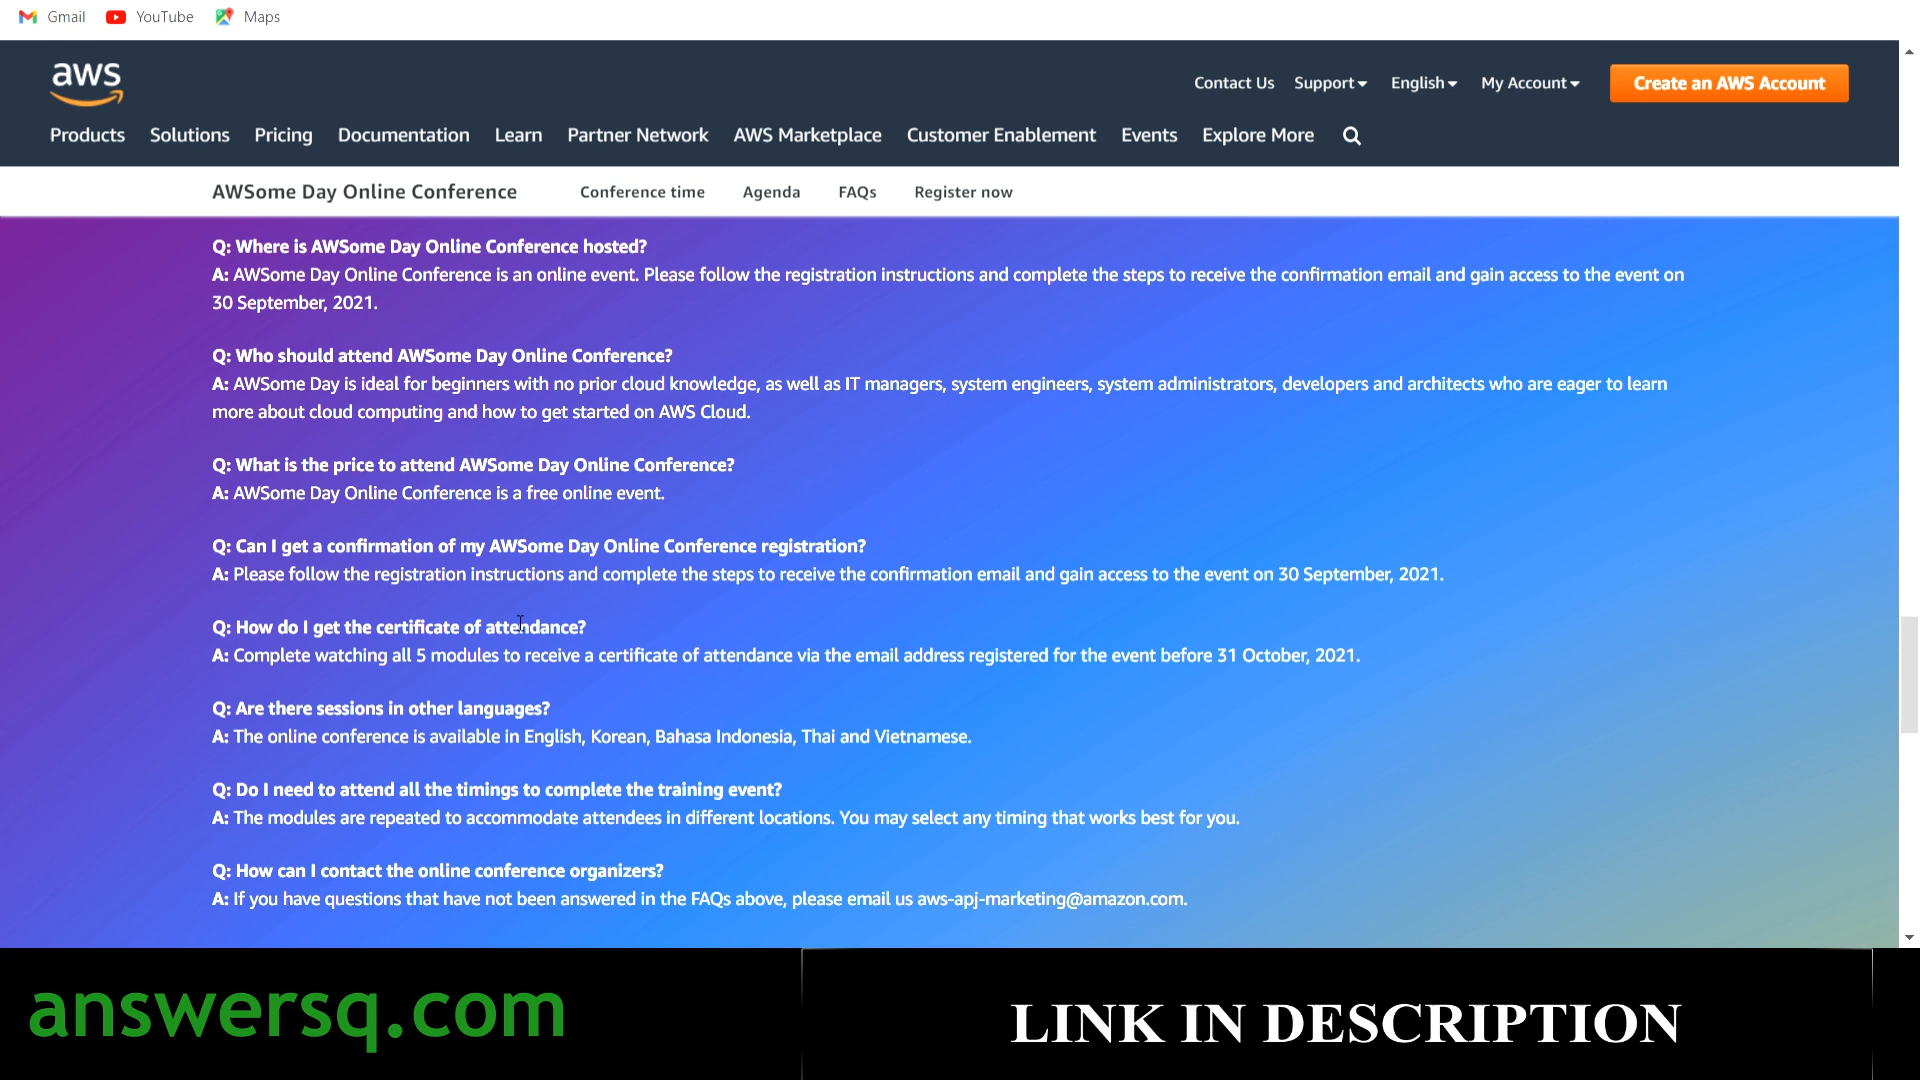 Gmail YouTube Maps
aws
Contact Us Support English My Account Create an AWS Account
Products Solutions Pricing Documentation Learn Partner Network AWS Marketplace Customer Enablement Events Explore More
AWSome Day Online Conference Conference time Agenda FAQs Register now
Q: Where is AWSome Day Online Conference hosted?
A: AWSome Day Online Conference is an online event. Please follow the registration instructions and complete the steps to receive the confirmation email and gain access to the event on
30 September, 2021.
Q: Who should attend AWSome Day Online Conference?
A: AWSome Day is ideal for beginners with no prior cloud knowledge, as well as IT managers, system engineers, system administrators, developers and architects who are eager to learn
more about cloud computing and how to get started on AWS Cloud.
Q: What is the price to attend AWSome Day Online Conference?
A: AWSome Day Online Conference is a free online event.
Q: Can I get a confirmation of my AWSome Day Online Conference registration?
A: Please follow the registration instructions and complete the steps to receive the confirmation email and gain access to the event on 30 September, 2021.
Q: How do I get the certificate of attendance?
A: Complete watching all 5 modules to receive a certificate of attendance via the email address registered for the event before 31 October, 2021.
Q: Are there sessions in other languages?
A: The online conference is available in English, Korean, Bahasa Indonesia, Thai and Vietnamese.
Q: Do I need to attend all the timings to complete the training event?
A: The modules are repeated to accommodate attendees in different locations. You may select any timing that works best for you.
Q: How can I contact the online conference organizers?
A: If you have questions that have not been answered in the FAQs above, please email us aws-apj-marketing@amazon.com.
answersq.com
LINK IN DESCRIPTION